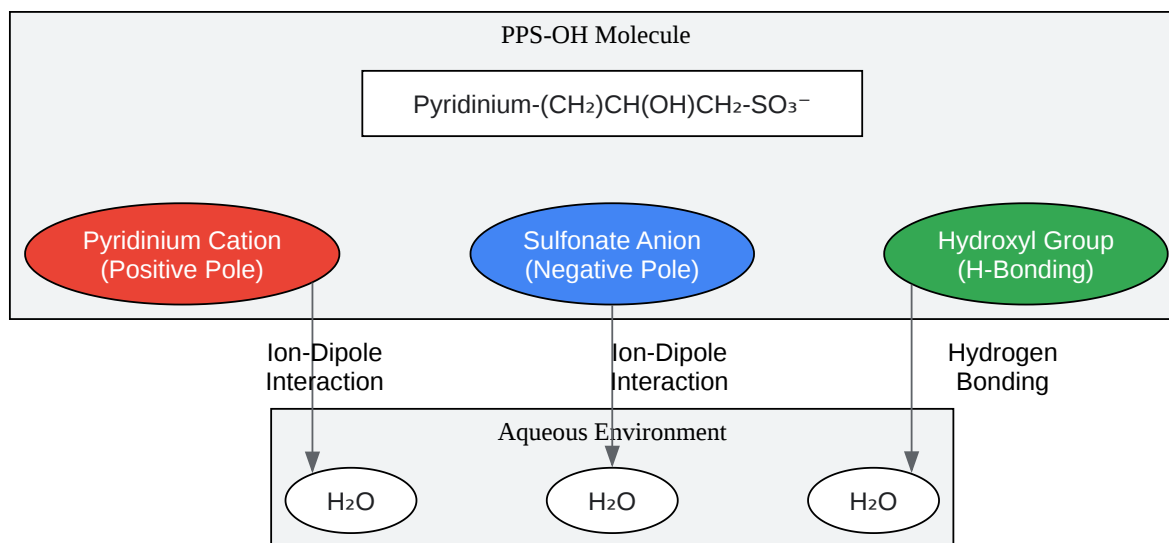 PPS-OH Molecule
Pyridinium-(CH₂)CH(OH)CH₂-SO₃⁻
Pyridinium Cation
(Positive Pole)
Sulfonate Anion
(Negative Pole)
Hydroxyl Group
(H-Bonding)
Ion-Dipole
Interaction
Ion-Dipole
Interaction
Hydrogen
Bonding
Aqueous Environment
H₂O
H₂O
H₂O